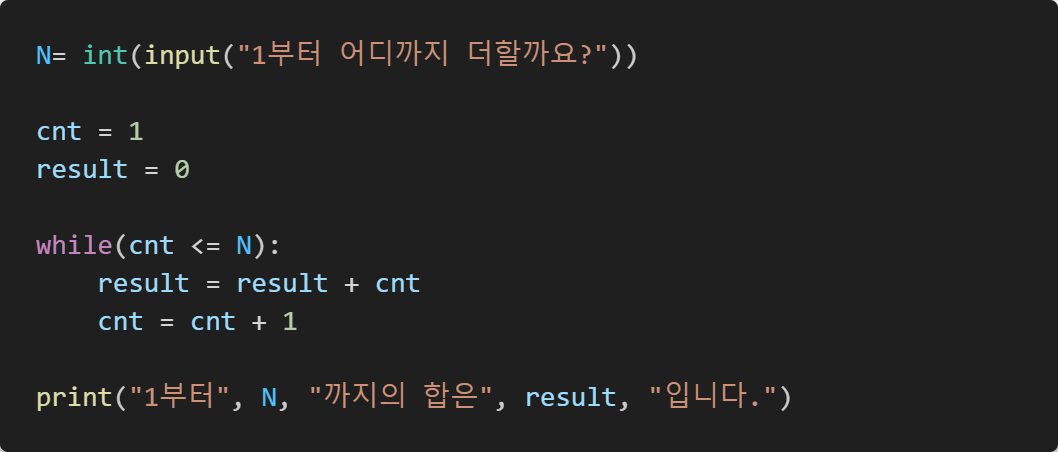 N= int(input("1부터 어디까지 더할까요?"))
cnt = 1
result = 0
while(cnt <= N):
    result = result + cnt
    cnt = cnt + 1
print("1부터", N, "까지의 합은", result, "입니다.")